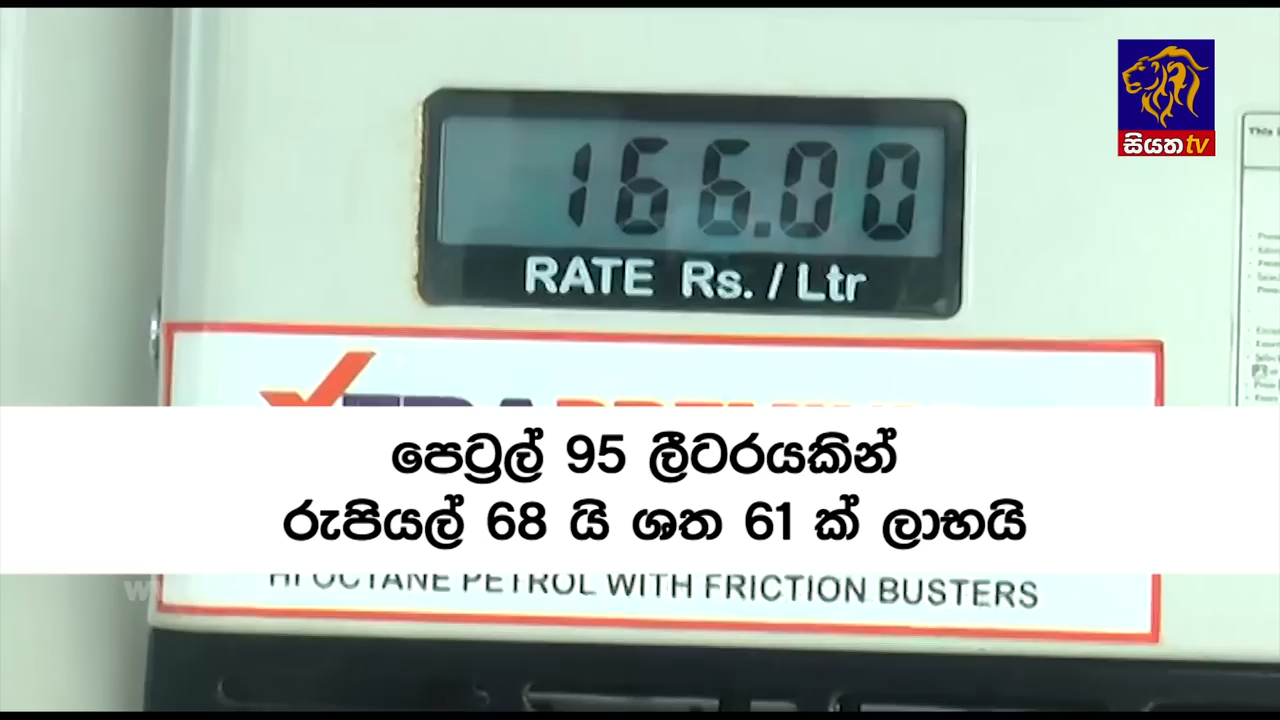 සියත tv
166.00
RATE Rs. / Ltr
This i
පෙට්‍රල් 95 ලීටරයකින්
රුපියල් 68 යි ශත 61 ක් ලාභයි
HI OCTANE PETROL WITH FRICTION BUSTERS